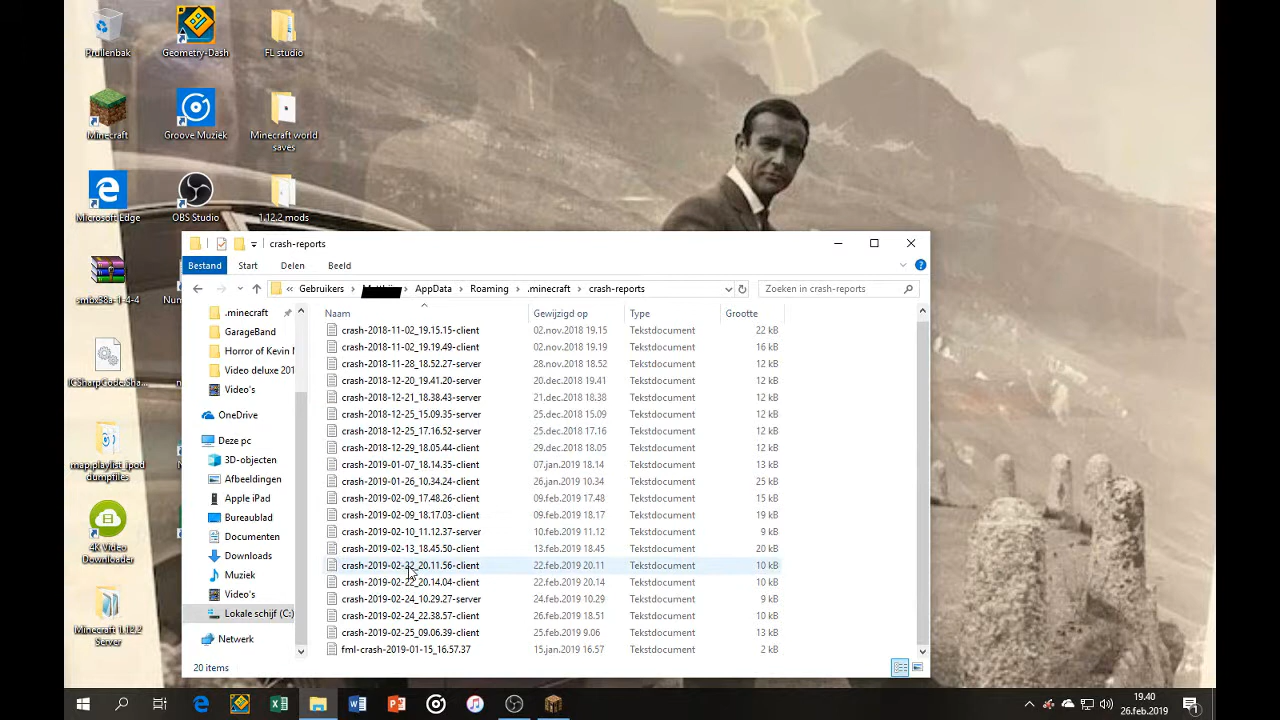 Prullenbak
Geometry-Dash
FL studio
Minecraft
Groove Muziek
Minecraft world
saves
Microsoft Edge
OBS Studio
1.12.2 mods
smbx38a-1-4-4
ICSharpCode.Sha...
map.playlist_ipod
dumpfiles
4K Video
Downloader
Minecraft 1.12.2
Server
crash-reports
Bestand
Start
Delen
Beeld
Gebruikers
AppData
Roaming
.minecraft
crash-reports
Zoeken in crash-reports
.minecraft
GarageBand
Horror of Kevin
Video deluxe 201
Video's
OneDrive
Deze pc
3D-objecten
Afbeeldingen
Apple iPad
Bureaublad
Documenten
Downloads
Muziek
Video's
Lokale schijf (C:)
Netwerk
Naam Gewijzigd op Type Grootte
crash-2018-11-02_19.15.15-client 02.nov.2018 19.15 Tekstdocument 22 kB
crash-2018-11-02_19.19.49-client 02.nov.2018 19.19 Tekstdocument 16 kB
crash-2018-11-28_18.52.27-server 28.nov.2018 18.52 Tekstdocument 12 kB
crash-2018-12-20_19.41.20-server 20.dec.2018 19.41 Tekstdocument 12 kB
crash-2018-12-21_18.38.43-server 21.dec.2018 18.38 Tekstdocument 12 kB
crash-2018-12-25_15.09.35-server 25.dec.2018 15.09 Tekstdocument 12 kB
crash-2018-12-25_17.16.52-server 25.dec.2018 17.16 Tekstdocument 12 kB
crash-2018-12-29_18.05.44-client 29.dec.2018 18.05 Tekstdocument 12 kB
crash-2019-01-07_18.14.35-client 07.jan.2019 18.14 Tekstdocument 13 kB
crash-2019-01-26_10.34.24-client 26.jan.2019 10.34 Tekstdocument 25 kB
crash-2019-02-09_17.48.26-client 09.feb.2019 17.48 Tekstdocument 15 kB
crash-2019-02-09_18.17.03-client 09.feb.2019 18.17 Tekstdocument 19 kB
crash-2019-02-10_11.12.37-server 10.feb.2019 11.12 Tekstdocument 9 kB
crash-2019-02-13_18.45.50-client 13.feb.2019 18.45 Tekstdocument 20 kB
crash-2019-02-22_20.11.56-client 22.feb.2019 20.11 Tekstdocument 10 kB
crash-2019-02-22_20.14.04-client 22.feb.2019 20.14 Tekstdocument 10 kB
crash-2019-02-24_10.29.27-server 24.feb.2019 10.29 Tekstdocument 9 kB
crash-2019-02-24_22.38.57-client 26.feb.2019 18.51 Tekstdocument 10 kB
crash-2019-02-25_09.06.39-client 25.feb.2019 9.06 Tekstdocument 13 kB
fml-crash-2019-01-15_16.57.37 15.jan.2019 16.57 Tekstdocument 2 kB
20 items
19.40
26.feb.2019